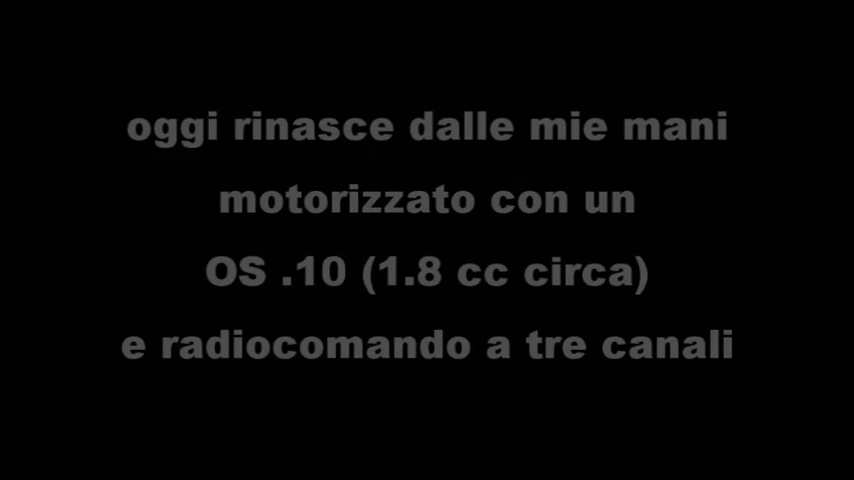 oggi rinasce dalle mie mani
motorizzato con un
OS .10 (1.8 cc circa)
e radiocomando a tre canali